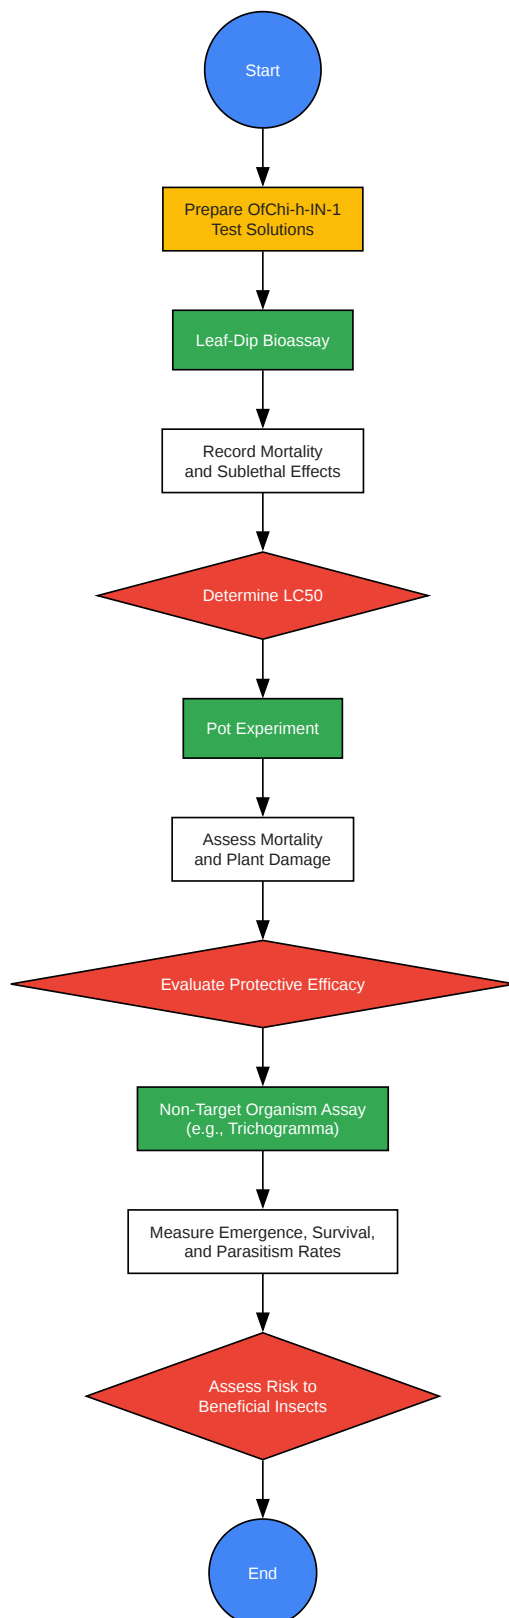 Start
Prepare OfChi-h-IN-1
Test Solutions
Leaf-Dip Bioassay
Record Mortality
and Sublethal Effects
Determine LC50
Pot Experiment
Assess Mortality
and Plant Damage
Evaluate Protective Efficacy
Non-Target Organism Assay
(e.g., Trichogramma)
Measure Emergence, Survival,
and Parasitism Rates
Assess Risk to
Beneficial Insects
End